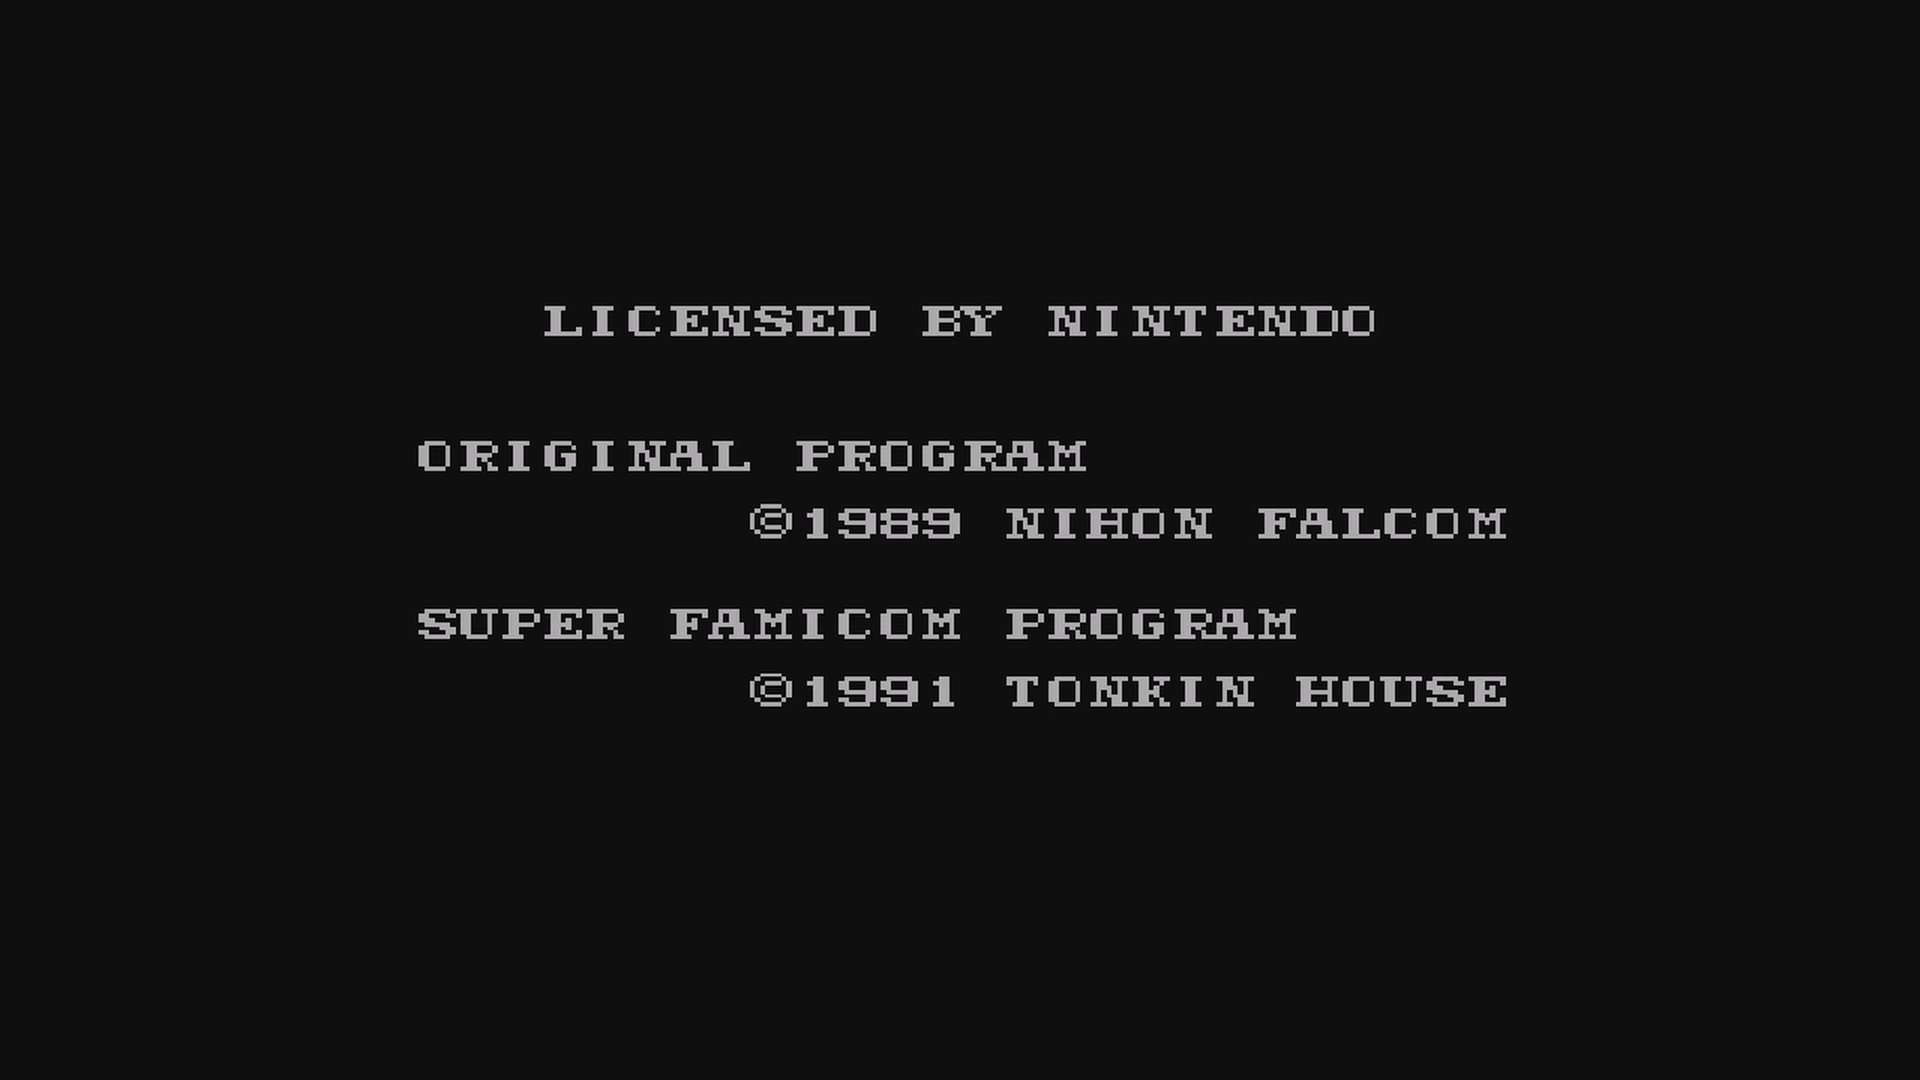 LICENSED BY NINTENDO
ORIGINAL PROGRAM
©1989 NIHON FALCOM
SUPER FAMICOM PROGRAM
©1991 TONKIN HOUSE